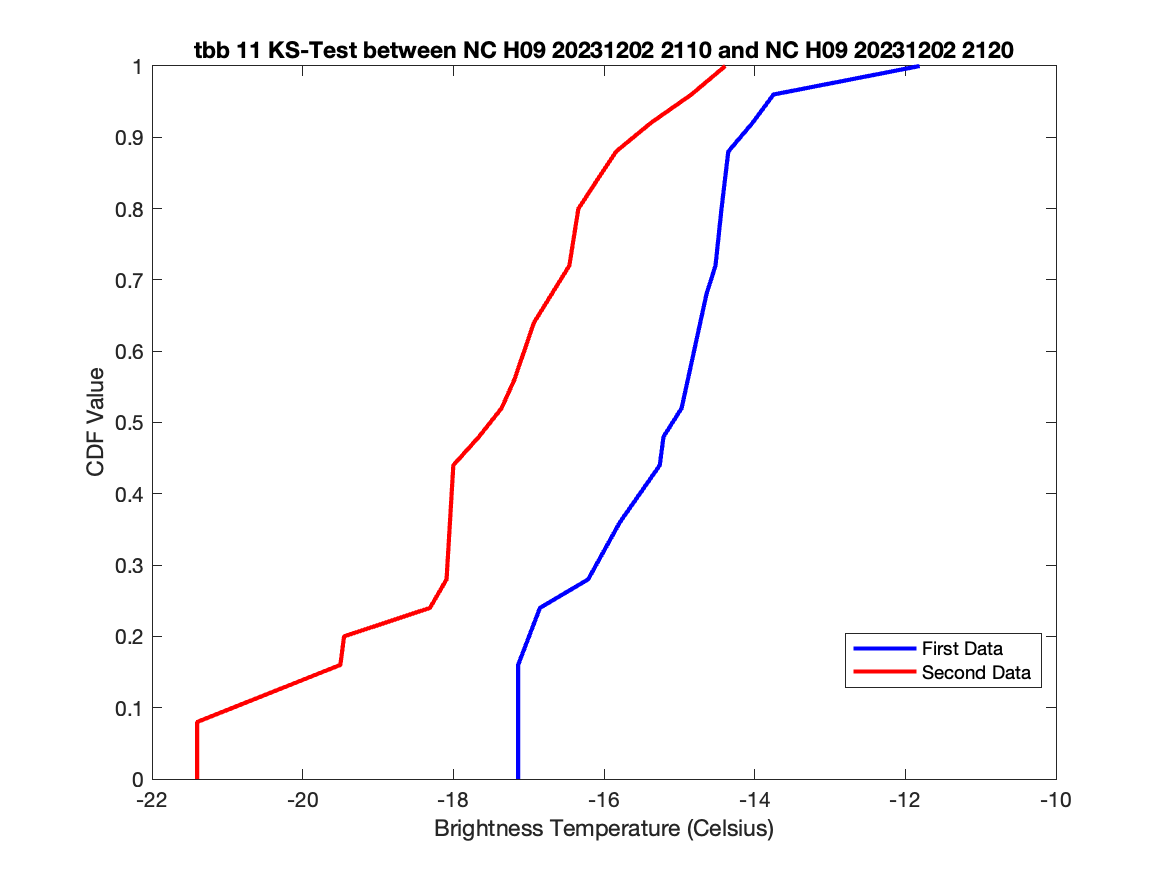 tbb 11 KS-Test between NC H09 20231202 2110 and NC H09 20231202 2120
1
0.9
0.8
0.7
0.6
0.5
0.4
0.3
0.2
0.1
0
CDF Value
First Data
Second Data
-22 -20 -18 -16 -14 -12 -10
Brightness Temperature (Celsius)